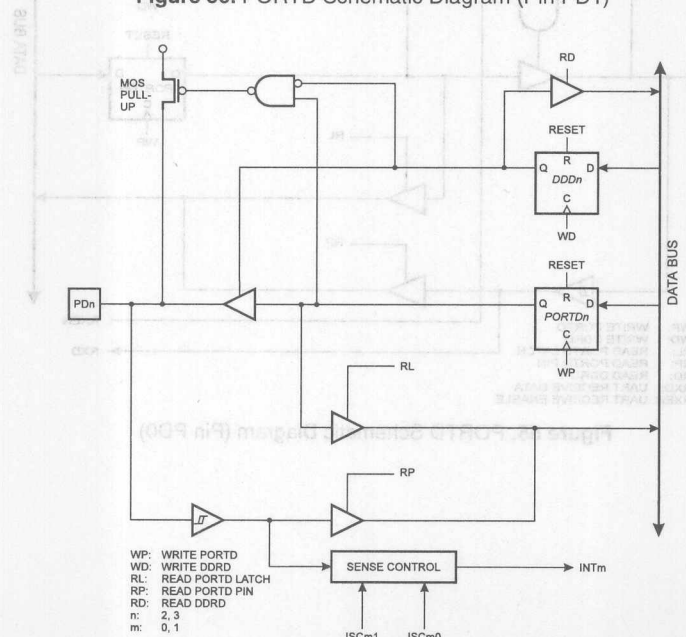 Figure 56. PORTD Schematic Diagram (Pin PD1)
RD
MOS
PULL-
UP
RESET
R
Q
D
DDDn
C
WD
DATA BUS
RESET
R
Q
D
PORTDn
C
WP
PDn
RL
RP
SENSE CONTROL
INTm
ISCm1
ISCm0
WP: WRITE PORTD
WD: WRITE DDRD
RL: READ PORTD LATCH
RP: READ PORTD PIN
RD: READ DDRD
n: 2, 3
m: 0, 1
Figure 55. PORTD Schematic Diagram (Pin PD0)